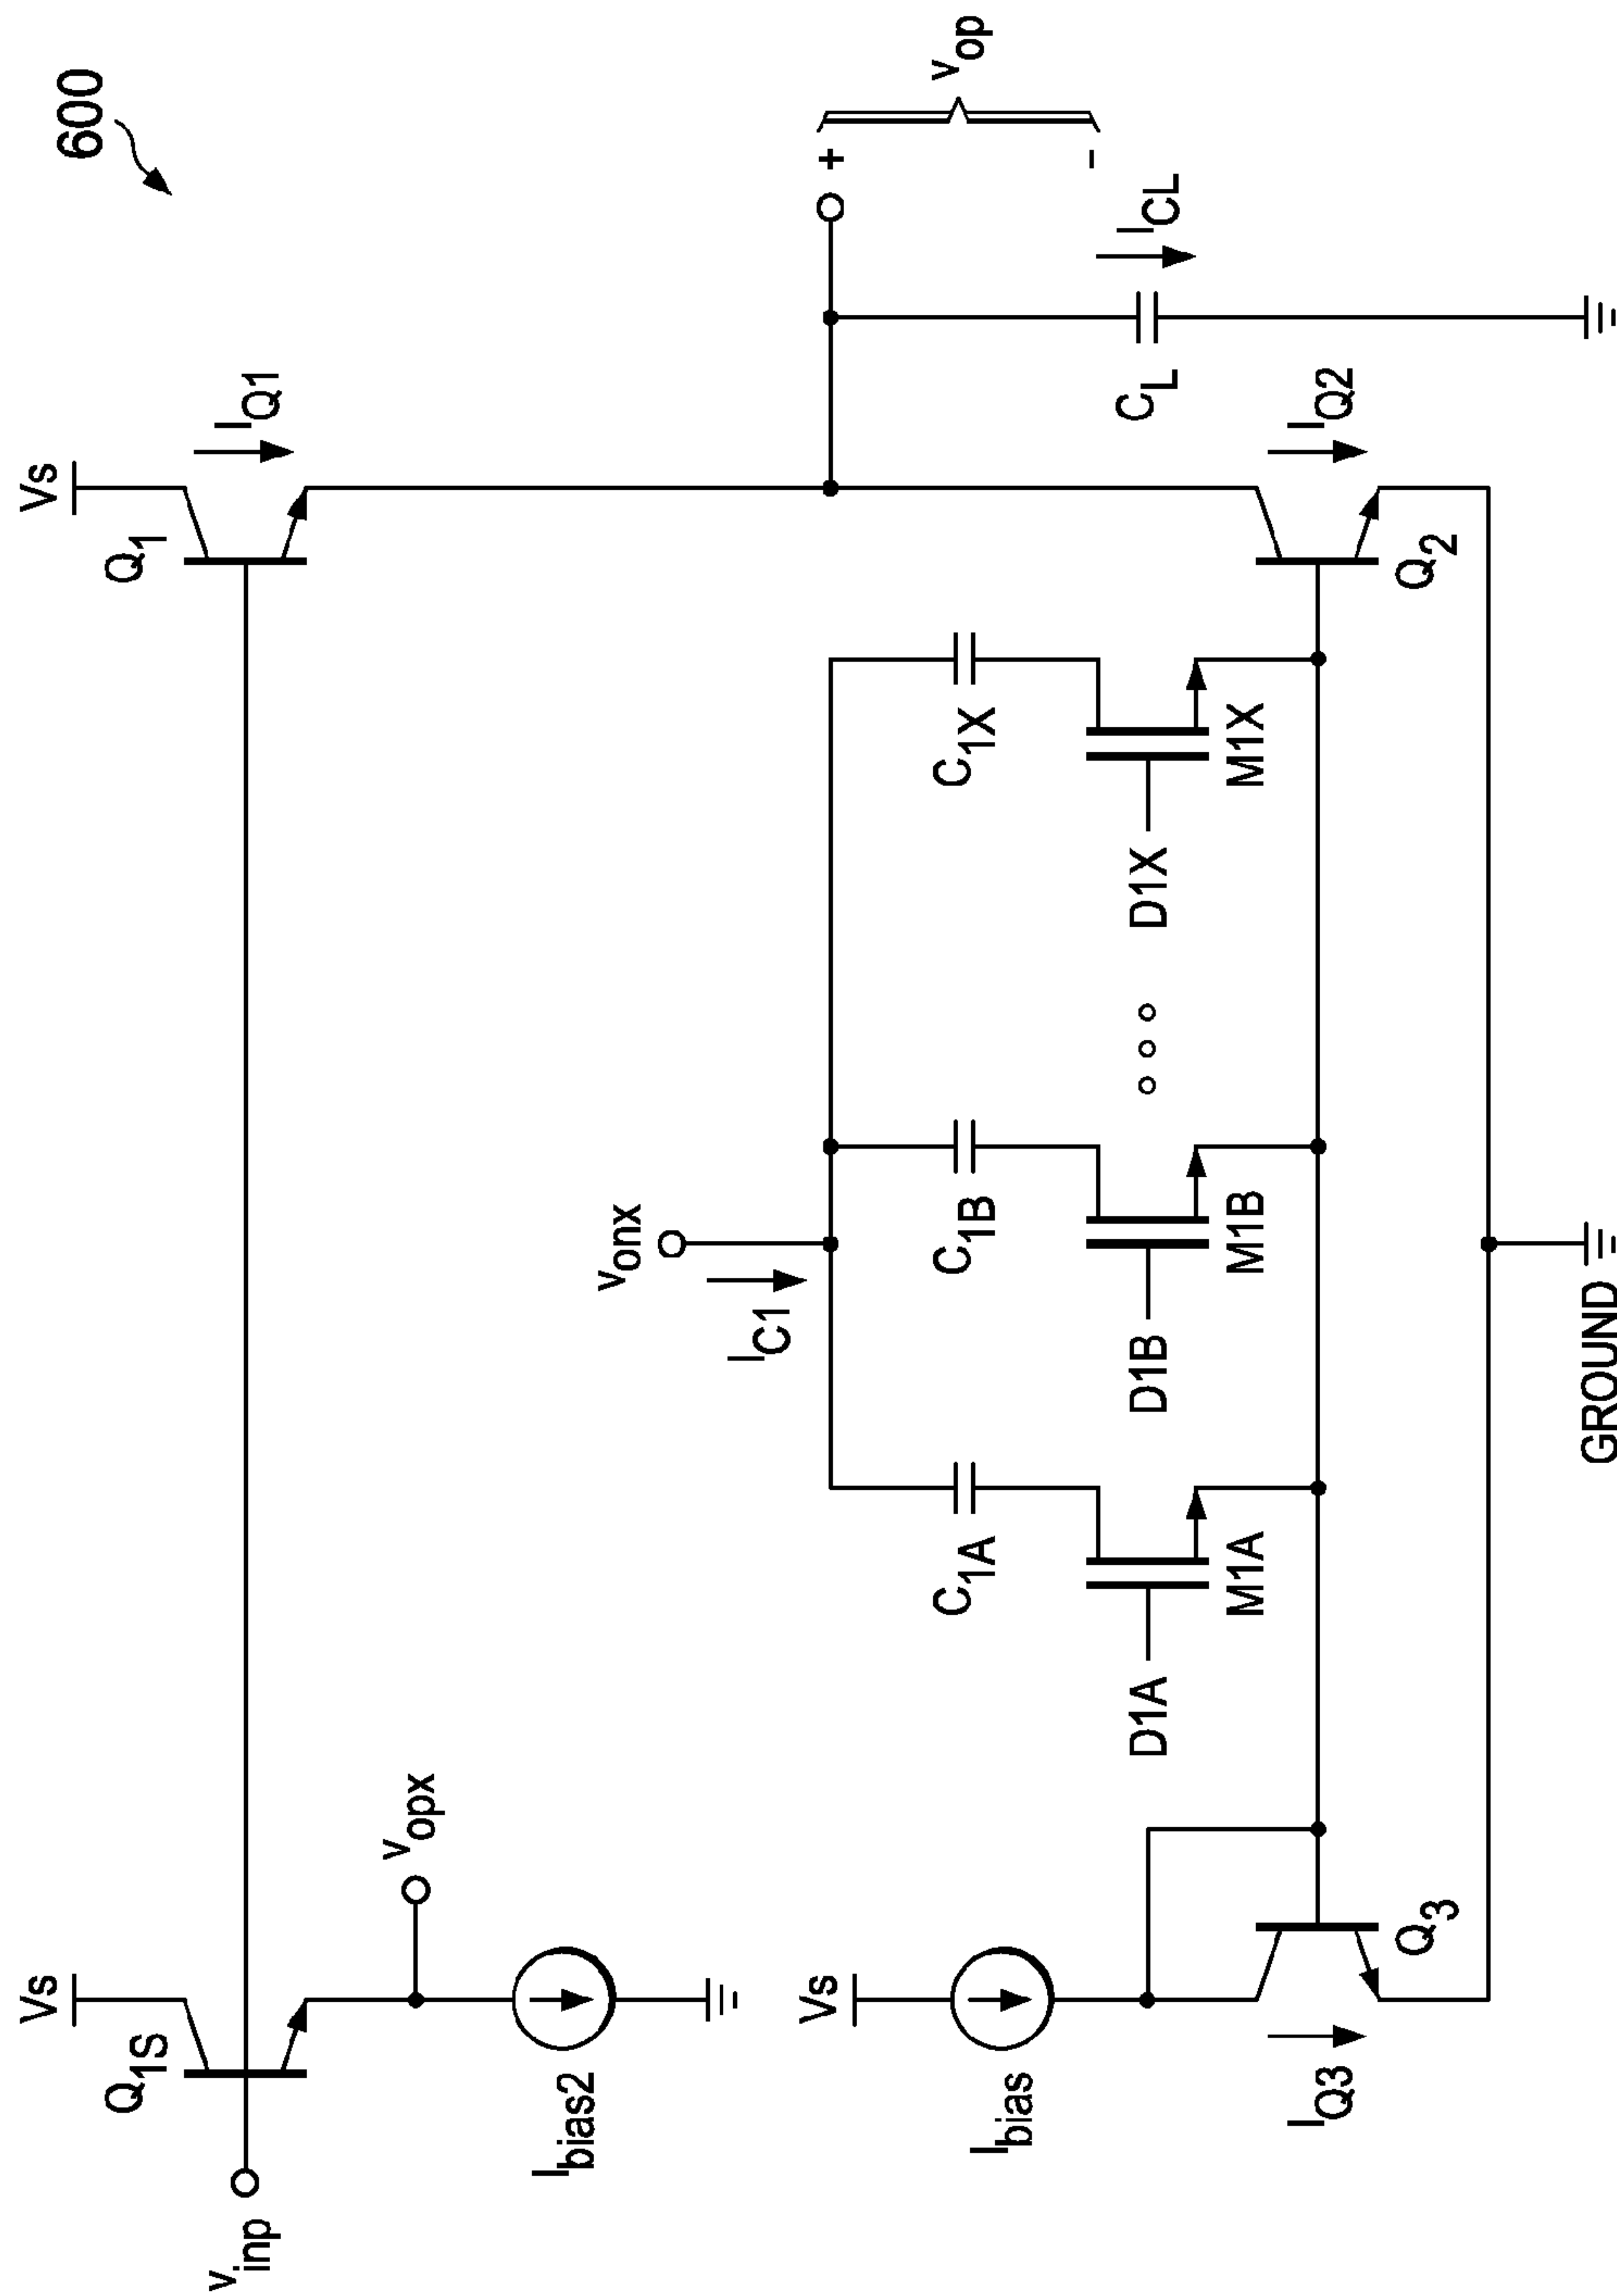 600
Vs
Vs
Q1S
Q1
IQ1
vinp
vopx
Ibias2
vonx
IC1
vop
+
-
Vs
Ibias
C1A
C1B
C1X
CL
ICL
D1A
D1B
D1X
M1A
M1B
M1X
IQ3
Q3
IQ2
Q2
GROUND